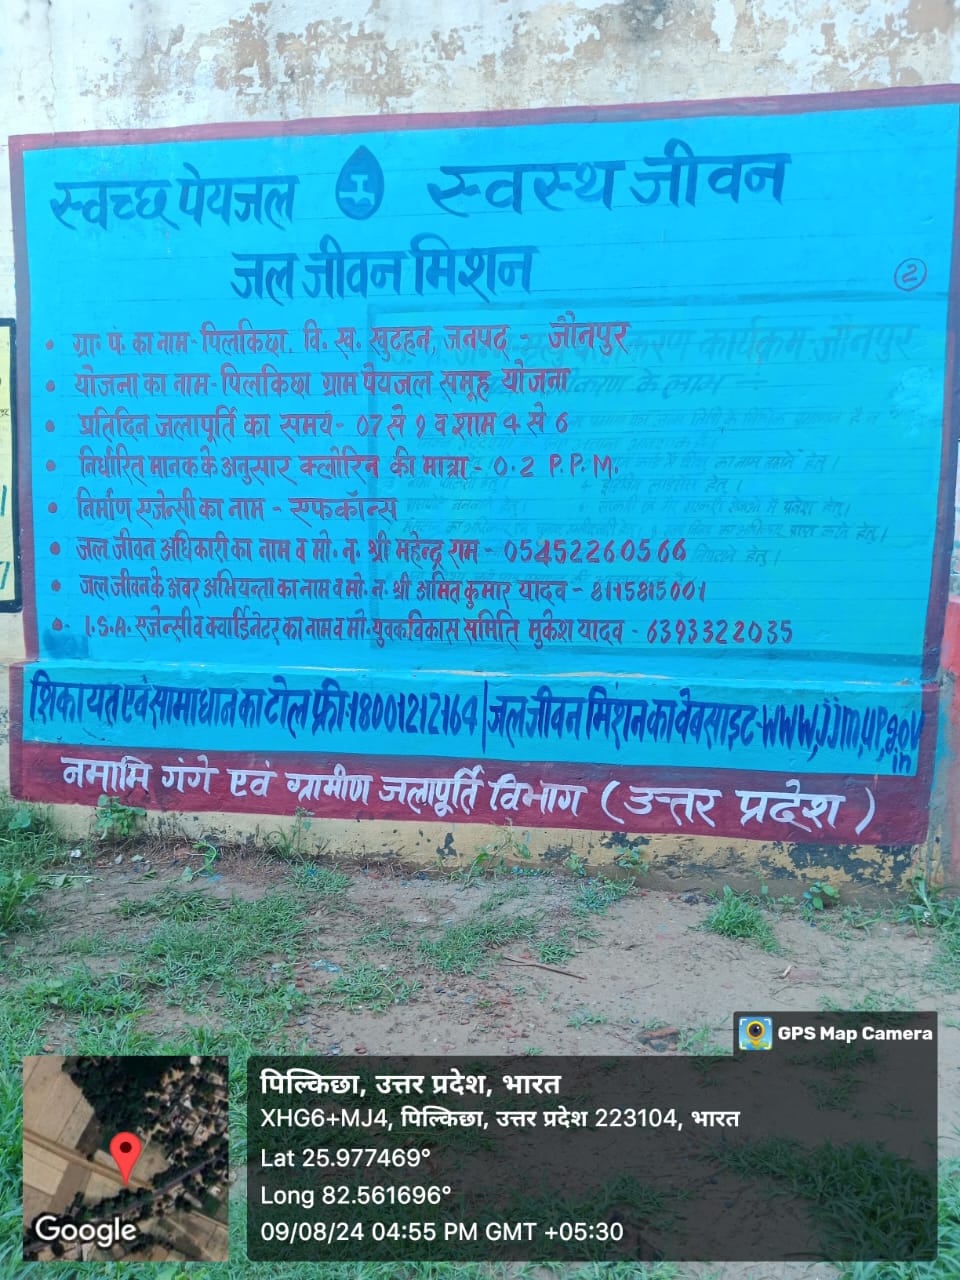 स्वच्छ पेयजल स्वस्थ जीवन
जल जीवन मिशन
2
• ग्रा. पं. का नाम - पिलकिछा, वि. ख. खुटहन, जनपद - जौनपुर
• योजना का नाम - पिलकिछा ग्राम पेयजल समूह योजना
• प्रतिदिन जलापूर्ति का समय - 07 से 9 व शाम 4 से 6
• निर्धारित मानक के अनुसार क्लोरिन की मात्रा - 0.2 P.P.M.
• निर्माण एजेन्सी का नाम - एफकॉन्स
• जल जीवन अधिकारी का नाम व मो. न. श्री महेन्द्र राम - 05452260566
• जल जीवन के अवर अभियन्ता का नाम व मो. न. श्री अमित कुमार यादव - 8115815001
• I.S.A. एजेन्सी व क्वार्डिनेटर का नाम व मो. युवक विकास समिति मुकेश यादव - 6393322035
शिकायत एवं सामाधान का टोल फ्री:-18001212164 | जल जीवन मिशन का वेबसाइट-www.jjm.up.gov
in
नमामि गंगे एवं ग्रामीण जलापूर्ति विभाग (उत्तर प्रदेश)
GPS Map Camera
पिल्किछा, उत्तर प्रदेश, भारत
XHG6+MJ4, पिल्किछा, उत्तर प्रदेश 223104, भारत
Lat 25.977469°
Long 82.561696°
09/08/24 04:55 PM GMT +05:30
Google